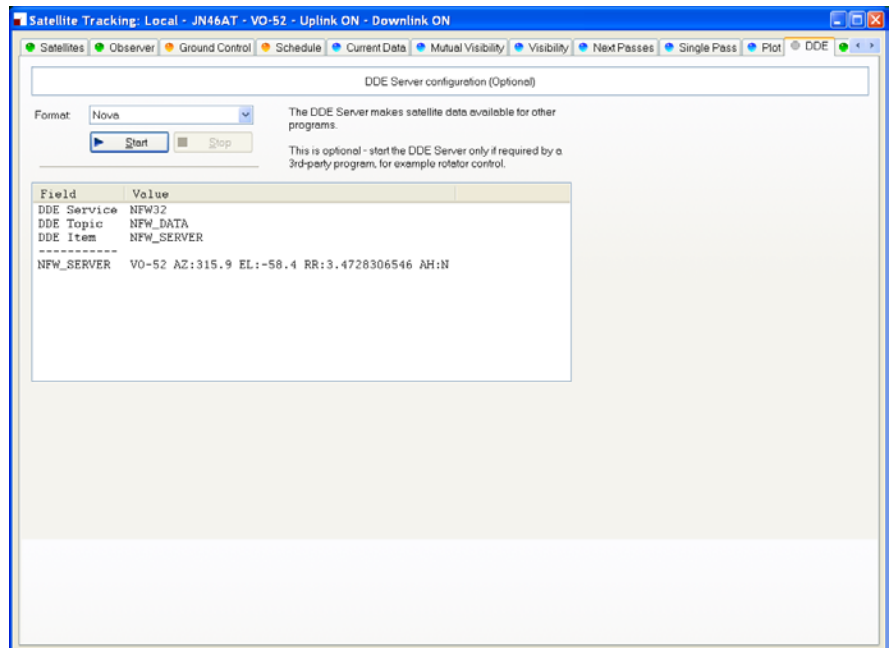 Satellite Tracking: Local - JN46AT - VO-52 - Uplink ON - Downlink ON
Satellites Observer Ground Control Schedule Current Data Mutual Visibility Visibility Next Passes Single Pass Plot DDE
DDE Server configuration (Optional)
Format: Nova
Start Stop
The DDE Server makes satellite data available for other
programs.
This is optional - start the DDE Server only if required by a
3rd-party program, for example rotator control.
Field Value
DDE Service NFW32
DDE Topic NFW_DATA
DDE Item NFW_SERVER
-----------
NFW_SERVER VO-52 AZ:315.9 EL:-58.4 RR:3.4728306546 AH:N